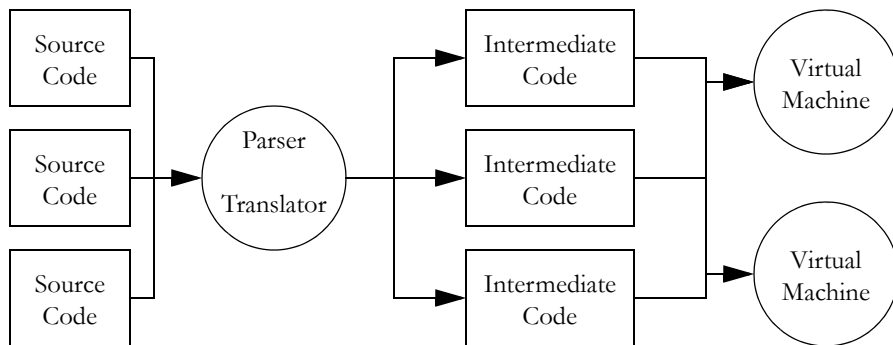 Source
Code
Source
Code
Source
Code
Parser
Translator
Intermediate
Code
Intermediate
Code
Intermediate
Code
Virtual
Machine
Virtual
Machine